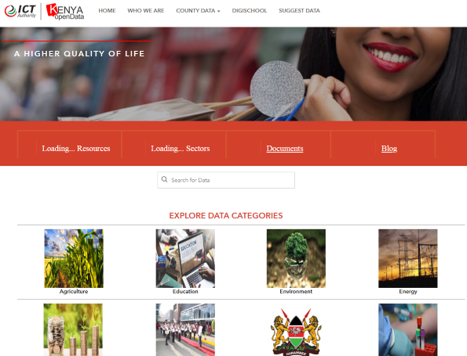 ICT
Authority
KENYA
openData
HOME WHO WE ARE COUNTY DATA DIGISCHOOL SUGGEST DATA
A HIGHER QUALITY OF LIFE
Loading... Resources Loading... Sectors Documents Blog
Search for Data
EXPLORE DATA CATEGORIES
EDUCATION
Agriculture Education Environment Energy